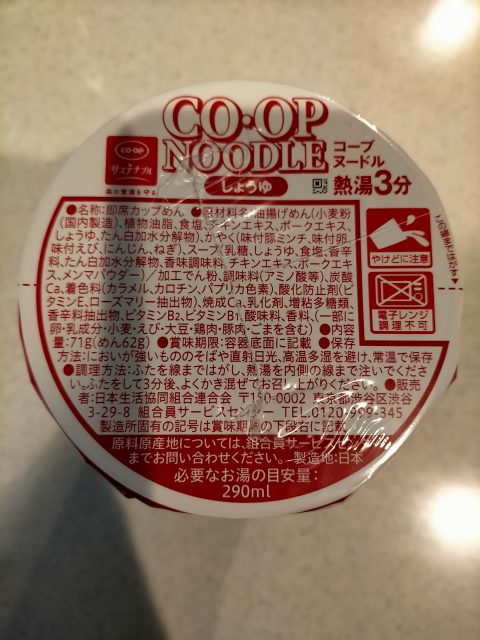 CO・OP
NOODLE
コープ
ヌードル
しょうゆ
熱湯3分
CO・OP
サステナブル
森の資源を守る
●名称:即席カップめん ●原材料名:油揚げめん(小麦粉
(国内製造)、植物油脂、食塩、チキンエキス、ポークエキス、
しょうゆ、たん白加水分解物)、かやく(味付豚ミンチ、味付卵、
味付えび、にんじん、ねぎ)、スープ(乳糖、しょうゆ、食塩、香辛
料、たん白加水分解物、香味調味料、チキンエキス、ポークエキ
ス、メンマパウダー)/加工でん粉、調味料(アミノ酸等)、炭酸
Ca、着色料(カラメル、カロチン、パプリカ色素)、酸化防止剤(ビ
タミンE、ローズマリー抽出物)、焼成Ca、乳化剤、増粘多糖類、
香辛料抽出物、ビタミンB2、ビタミンB1、酸味料、香料、(一部に
卵・乳成分・小麦・えび・大豆・鶏肉・豚肉・ごまを含む) ●内容
量:71g(めん62g) ●賞味期限:容器底面に記載 ●保存
方法:においが強いもののそばや直射日光、高温多湿を避け、常温で保存
●調理方法:ふたを線まではがし、熱湯を内側の線まで注いでくださ
い。ふたをして3分後、よくかき混ぜてお召し上がりください。 ●販売
者:日本生活協同組合連合会 〒150-0002 東京都渋谷区渋谷
3-29-8 組合員サービスセンター TEL.0120-999-345
製造所固有の記号は賞味期限の下段右に記載
原料原産地については、組合員サービスセンター
までお問い合わせください。 製造地:日本
必要なお湯の目安量:
290ml
やけどに注意
電子レンジ
調理不可
この線まではがす